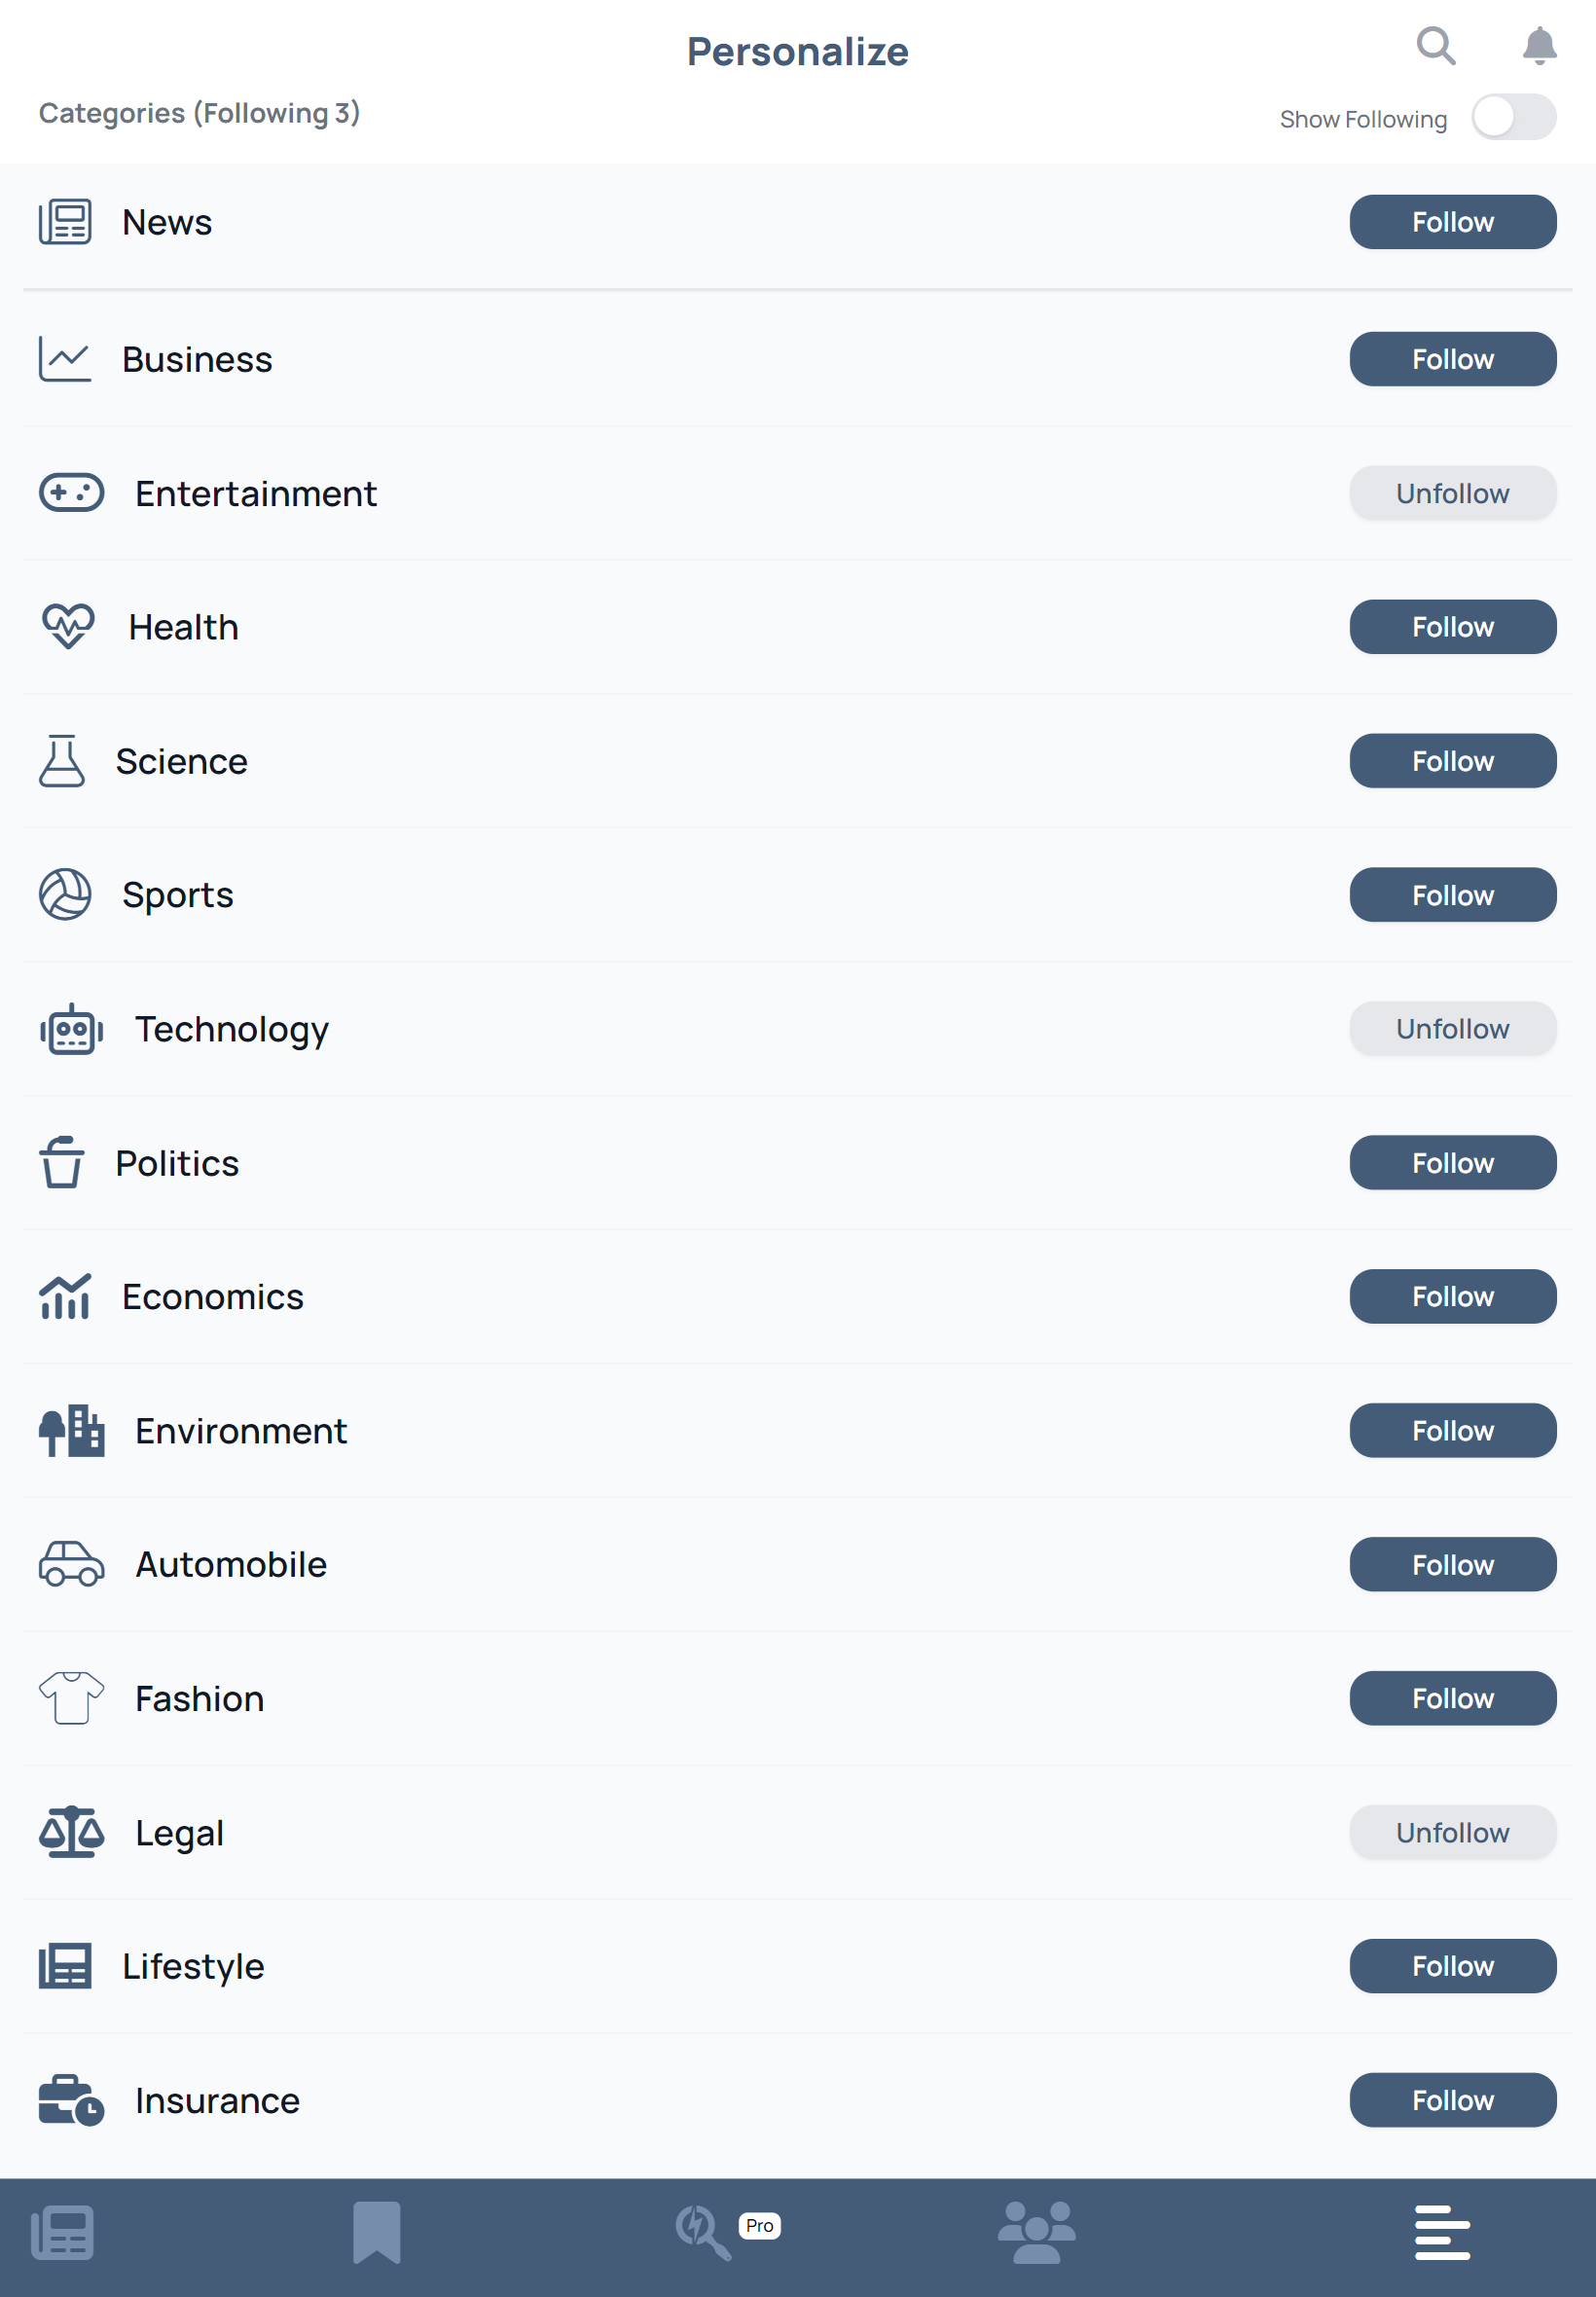 Personalize
Categories (Following 3)
Show Following
News
Follow
Business
Follow
Entertainment
Unfollow
Health
Follow
Science
Follow
Sports
Follow
Technology
Unfollow
Politics
Follow
Economics
Follow
Environment
Follow
Automobile
Follow
Fashion
Follow
Legal
Unfollow
Lifestyle
Follow
Insurance
Follow
Pro